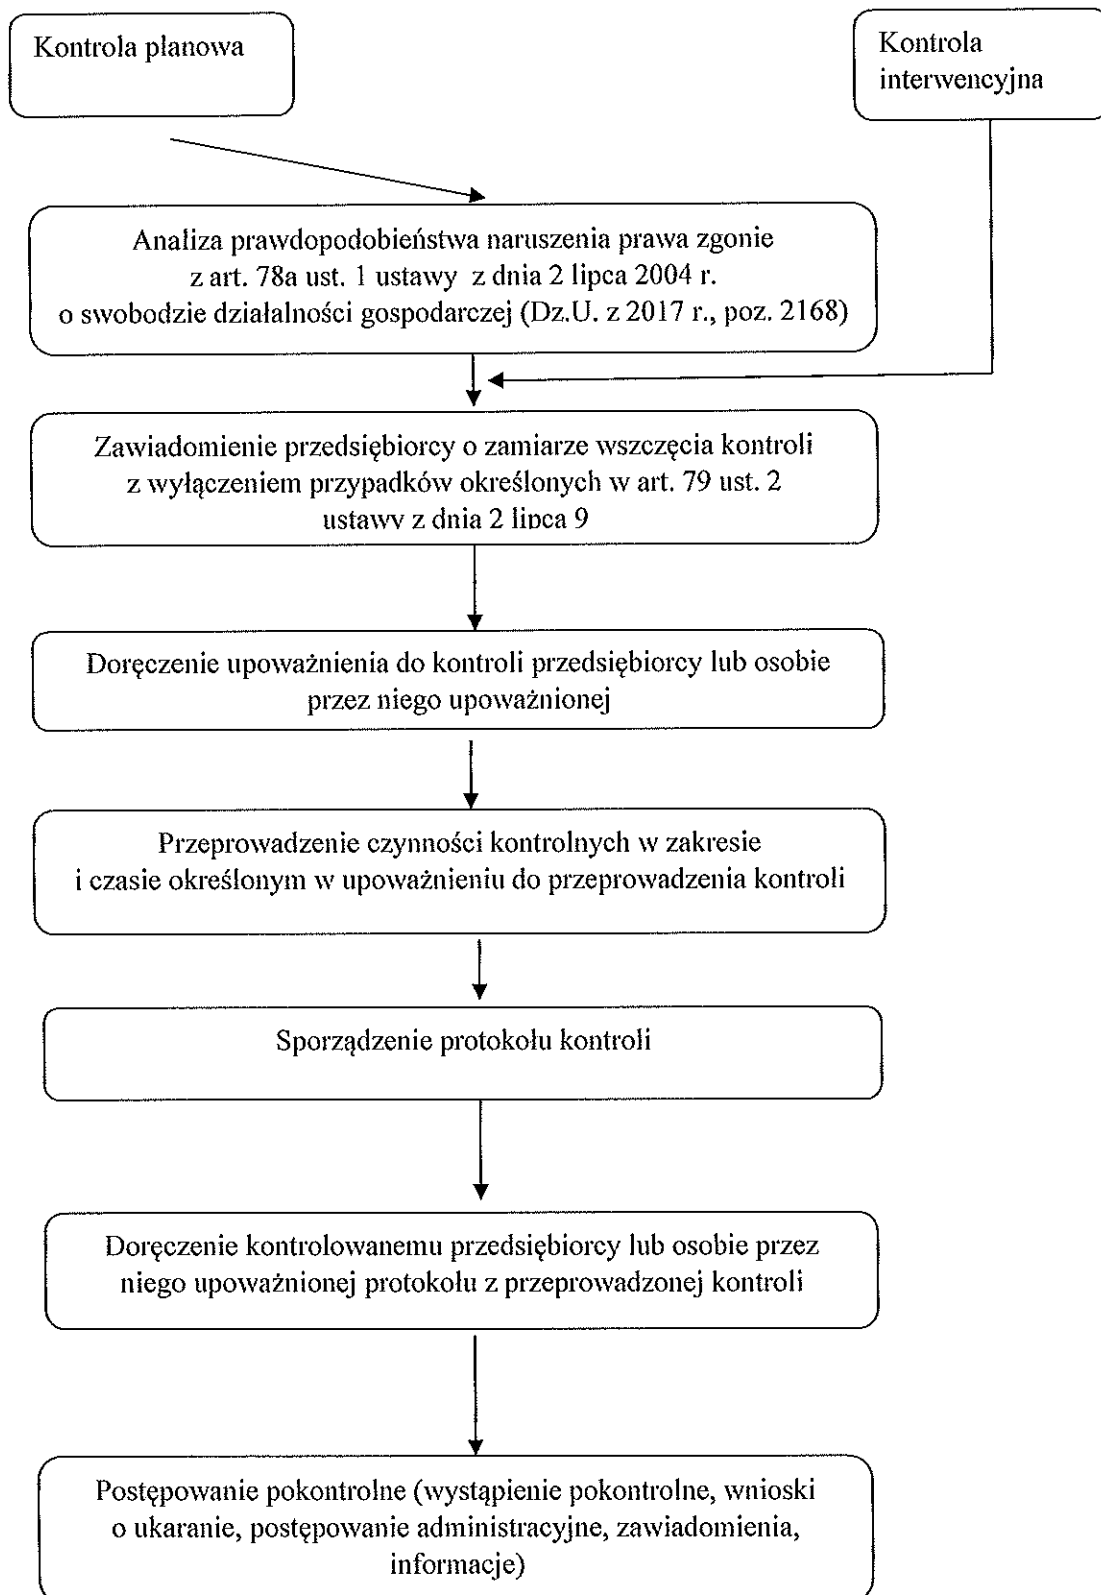 Kontrola planowa
Kontrola
interwencyjna
Analiza prawdopodobieństwa naruszenia prawa zgonie
z art. 78a ust. 1 ustawy z dnia 2 lipca 2004 r.
o swobodzie działalności gospodarczej (Dz.U. z 2017 r., poz. 2168)
Zawiadomienie przedsiębiorcy o zamiarze wszczęcia kontroli
z wyłączeniem przypadków określonych w art. 79 ust. 2
ustawy z dnia 2 lipca 9
Doręczenie upoważnienia do kontroli przedsiębiorcy lub osobie
przez niego upoważnionej
Przeprowadzenie czynności kontrolnych w zakresie
i czasie określonym w upoważnieniu do przeprowadzenia kontroli
Sporządzenie protokołu kontroli
Doręczenie kontrolowanemu przedsiębiorcy lub osobie przez
niego upoważnionej protokołu z przeprowadzonej kontroli
Postępowanie pokontrolne (wystąpienie pokontrolne, wnioski
o ukaranie, postępowanie administracyjne, zawiadomienia,
informacje)